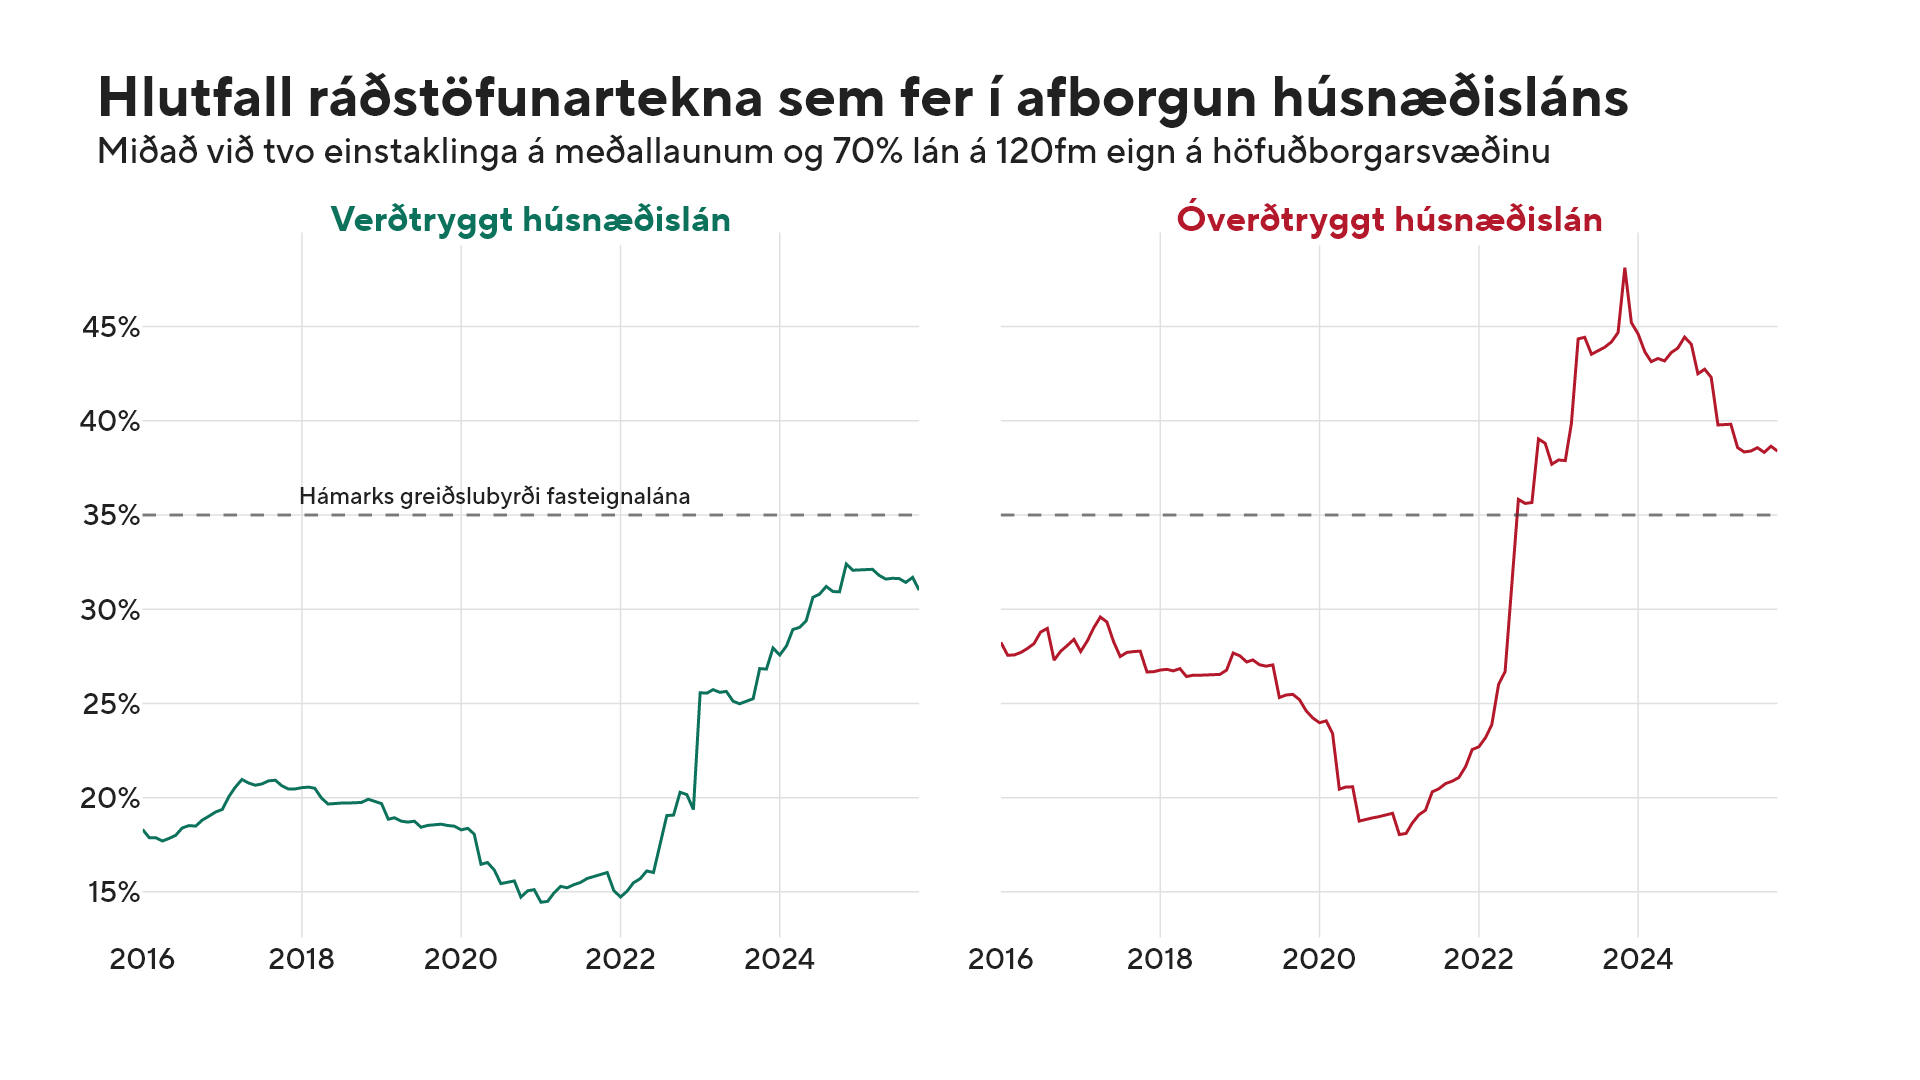 Hlutfall ráðstöfunartekna sem fer í afborgun húsnæðisláns
Miðað við tvo einstaklinga á meðallaunum og 70% lán á 120fm eign á höfuðborgarsvæðinu
Verðtryggt húsnæðislán
45%
40%
Hámarks greiðslubyrði fasteignalána
35%
30%
25%
20%
15%
2016 2018 2020 2022 2024
Óverðtryggt húsnæðislán
2016 2018 2020 2022 2024